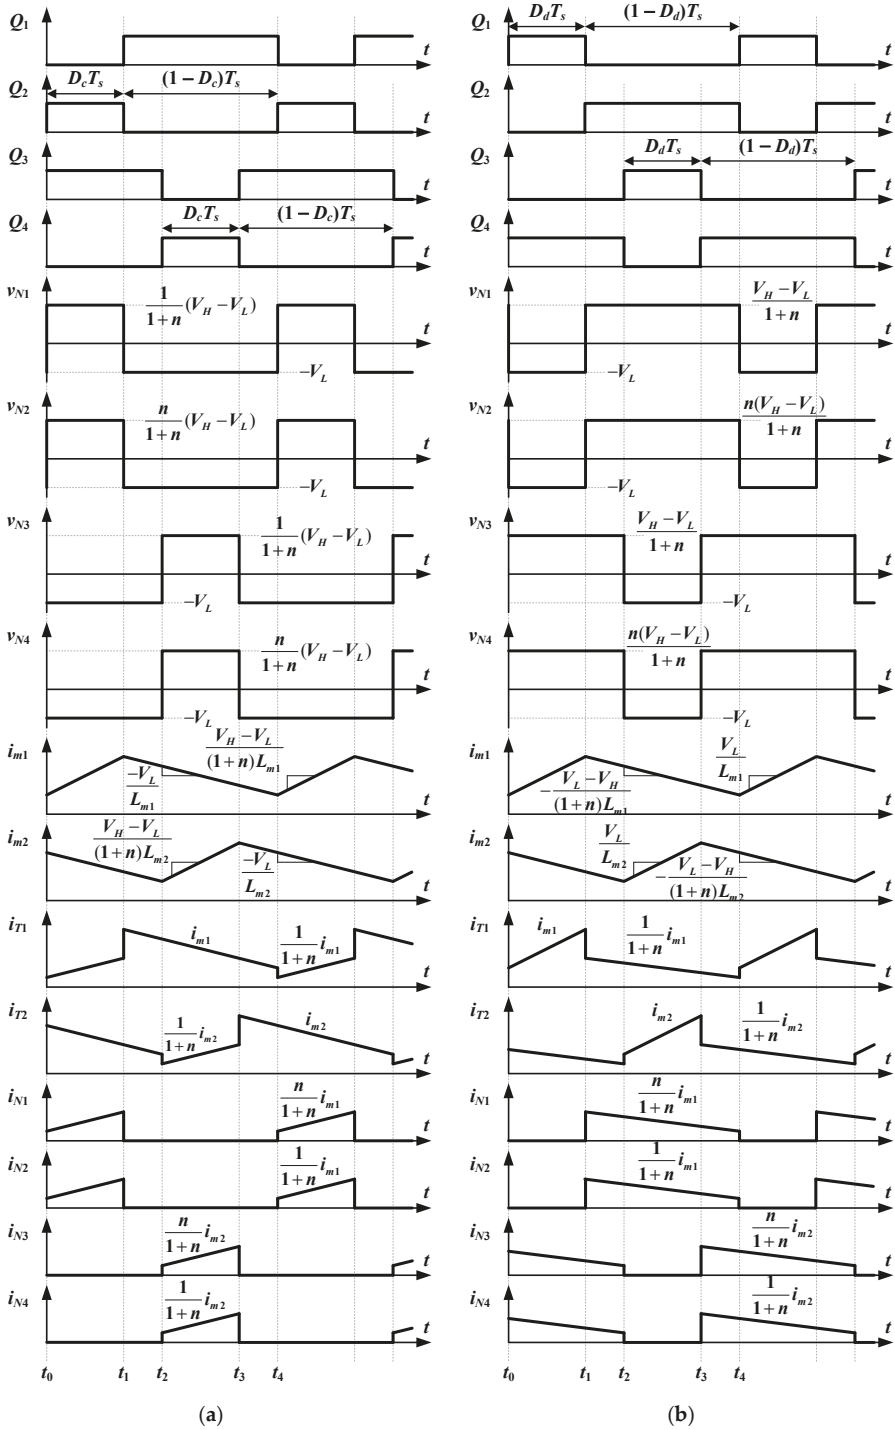 Q1 t
Q2 DcTs (1 − Dc)Ts t
Q3 t
Q4 DcTs (1 − Dc)Ts t
vN1 1/(1+n) (VH − VL) −VL t
vN2 n/(1+n) (VH − VL) −VL t
vN3 1/(1+n) (VH − VL) −VL t
vN4 n/(1+n) (VH − VL) −VL t
im1 −VL/Lm1 (VH − VL)/((1+n)Lm1) t
im2 (VH − VL)/((1+n)Lm2) −VL/Lm2 t
iT1 im1 1/(1+n) im1 t
iT2 1/(1+n) im2 im2 t
iN1 n/(1+n) im1 t
iN2 1/(1+n) im1 t
iN3 n/(1+n) im2 t
iN4 1/(1+n) im2 t
t0 t1 t2 t3 t4
(a)
Q1 DdTs (1 − Dd)Ts t
Q2 t
Q3 DdTs (1 − Dd)Ts t
Q4 t
vN1 −VL (VH − VL)/(1+n) t
vN2 −VL n(VH − VL)/(1+n) t
vN3 (VH − VL)/(1+n) −VL t
vN4 n(VH − VL)/(1+n) −VL t
im1 −(VL − VH)/((1+n)Lm1) VL/Lm1 t
im2 VL/Lm2 −(VL − VH)/((1+n)Lm2) t
iT1 im1 1/(1+n) im1 t
iT2 im2 1/(1+n) im2 t
iN1 n/(1+n) im1 t
iN2 1/(1+n) im1 t
iN3 n/(1+n) im2 t
iN4 1/(1+n) im2 t
t0 t1 t2 t3 t4
(b)